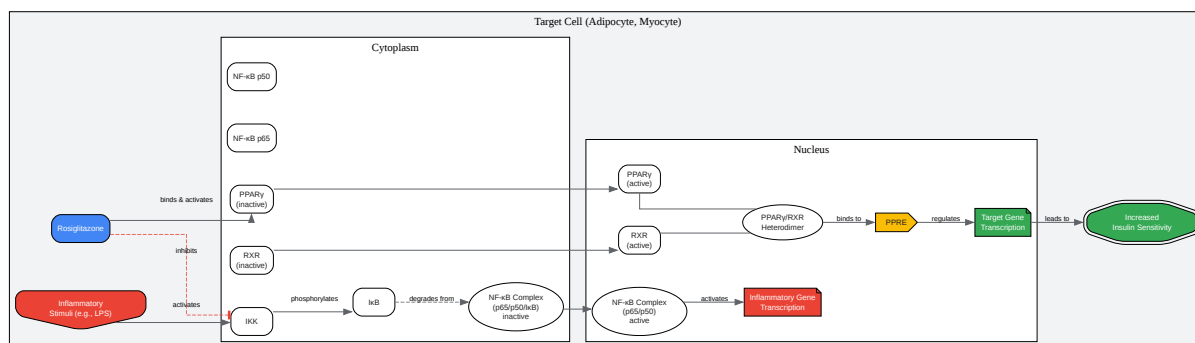 Target Cell (Adipocyte, Myocyte)
Cytoplasm
NF-κB p50
NF-κB p65
Nucleus
PPARγ
(inactive)
PPARγ
(active)
binds & activates
Rosiglitazone
inhibits
RXR
(inactive)
RXR
(active)
PPARγ/RXR
Heterodimer
binds to
PPRE
regulates
Target Gene
Transcription
leads to
Increased
Insulin Sensitivity
Inflammatory
Stimuli (e.g., LPS)
activates
IKK
phosphorylates
IκB
degrades from
NF-κB Complex
(p65/p50/IκB)
inactive
NF-κB Complex
(p65/p50)
active
activates
Inflammatory Gene
Transcription